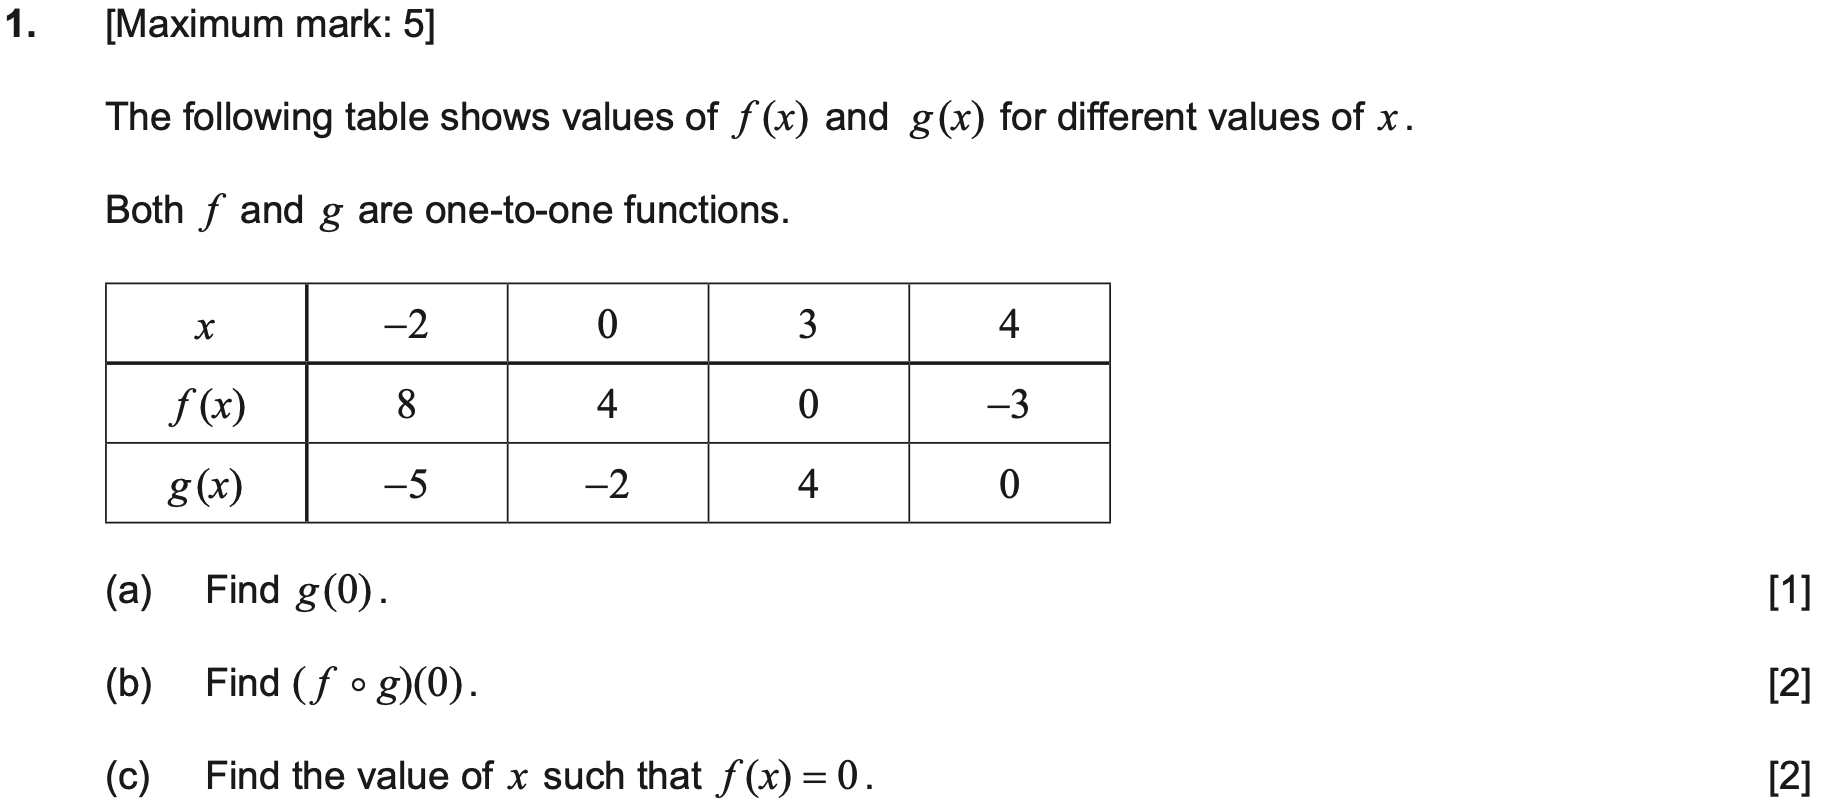 1. [Maximum mark: 5]
The following table shows values of f(x) and g(x) for different values of x.
Both f and g are one-to-one functions.
x −2 0 3 4
f(x) 8 4 0 −3
g(x) −5 −2 4 0
(a) Find g(0). [1]
(b) Find (f ∘ g)(0). [2]
(c) Find the value of x such that f(x) = 0. [2]